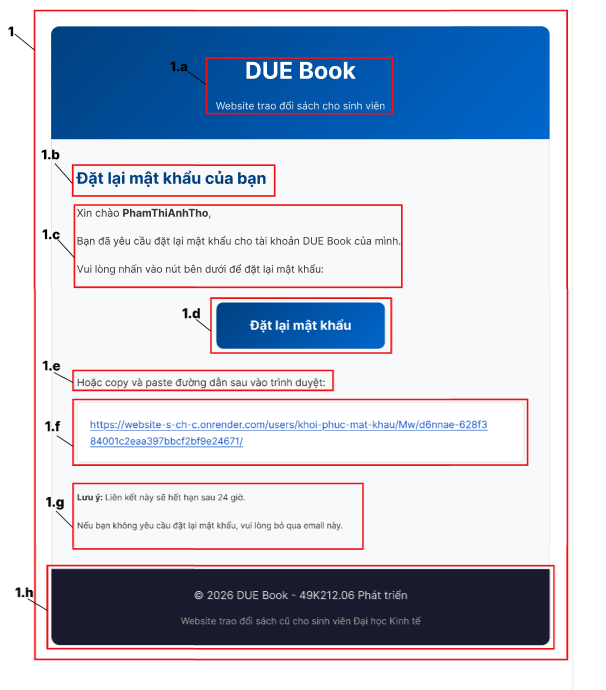 1
1.a
DUE Book
Website trao đổi sách cho sinh viên
1.b
Đặt lại mật khẩu của bạn
1.c
Xin chào PhamThiAnhTho,
Bạn đã yêu cầu đặt lại mật khẩu cho tài khoản DUE Book của mình.
Vui lòng nhấn vào nút bên dưới để đặt lại mật khẩu:
1.d
Đặt lại mật khẩu
1.e
Hoặc copy và paste đường dẫn sau vào trình duyệt:
1.f
https://website-s-ch-c.onrender.com/users/khoi-phuc-mat-khau/Mw/d6nnae-628f3
84001c2eaa397bbcf2bf9e24671/
1.g
Lưu ý: Liên kết này sẽ hết hạn sau 24 giờ.
Nếu bạn không yêu cầu đặt lại mật khẩu, vui lòng bỏ qua email này.
1.h
© 2026 DUE Book - 49K212.06 Phát triển
Website trao đổi sách cũ cho sinh viên Đại học Kinh tế